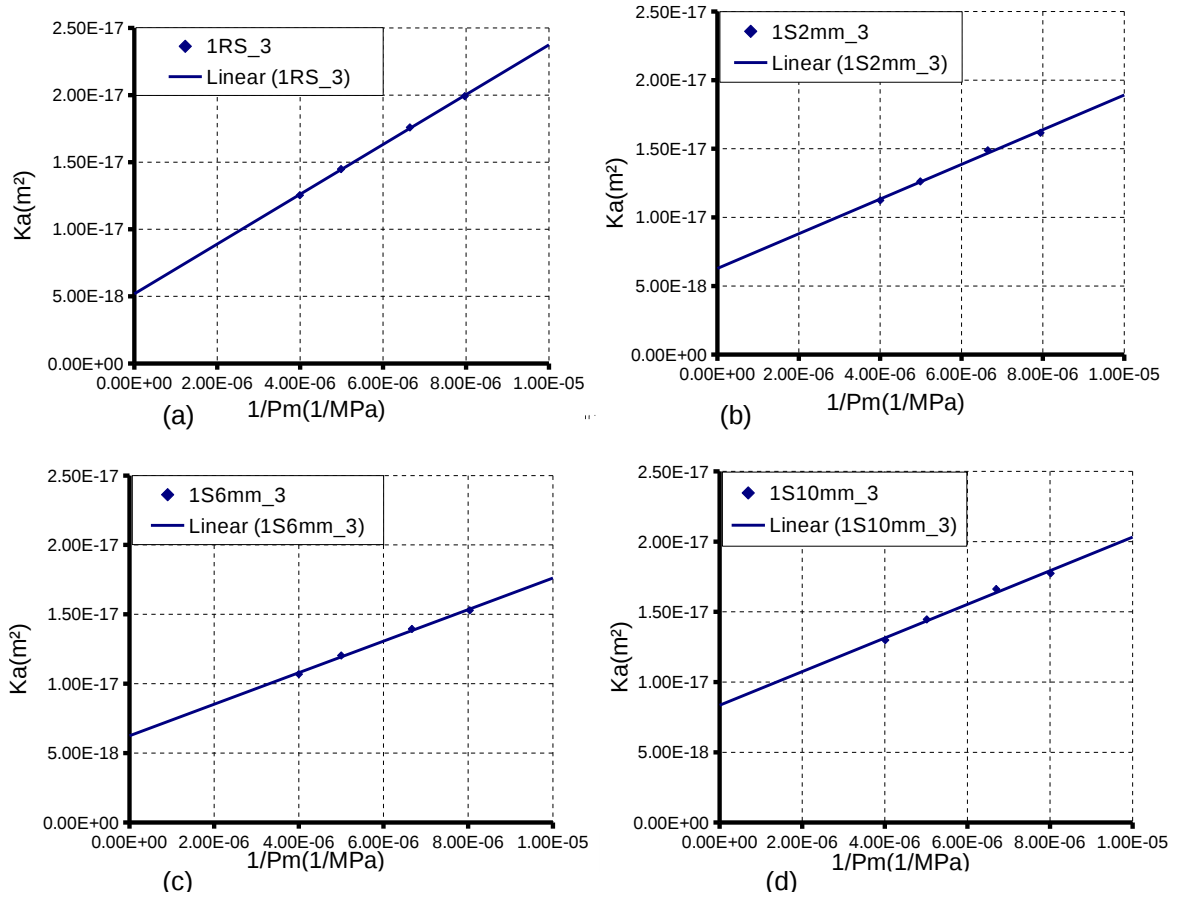 2.50E-17
2.00E-17
1.50E-17
1.00E-17
5.00E-18
0.00E+00
Ka(m²)
1RS_3
Linear (1RS_3)
0.00E+00 2.00E-06 4.00E-06 6.00E-06 8.00E-06 1.00E-05
1/Pm(1/MPa)
(a)
2.50E-17
2.00E-17
1.50E-17
1.00E-17
5.00E-18
0.00E+00
Ka(m²)
1S2mm_3
Linear (1S2mm_3)
0.00E+00 2.00E-06 4.00E-06 6.00E-06 8.00E-06 1.00E-05
1/Pm(1/MPa)
(b)
2.50E-17
2.00E-17
1.50E-17
1.00E-17
5.00E-18
0.00E+00
Ka(m²)
1S6mm_3
Linear (1S6mm_3)
0.00E+00 2.00E-06 4.00E-06 6.00E-06 8.00E-06 1.00E-05
1/Pm(1/MPa)
(c)
2.50E-17
2.00E-17
1.50E-17
1.00E-17
5.00E-18
0.00E+00
Ka(m²)
1S10mm_3
Linear (1S10mm_3)
0.00E+00 2.00E-06 4.00E-06 6.00E-06 8.00E-06 1.00E-05
1/Pm(1/MPa)
(d)